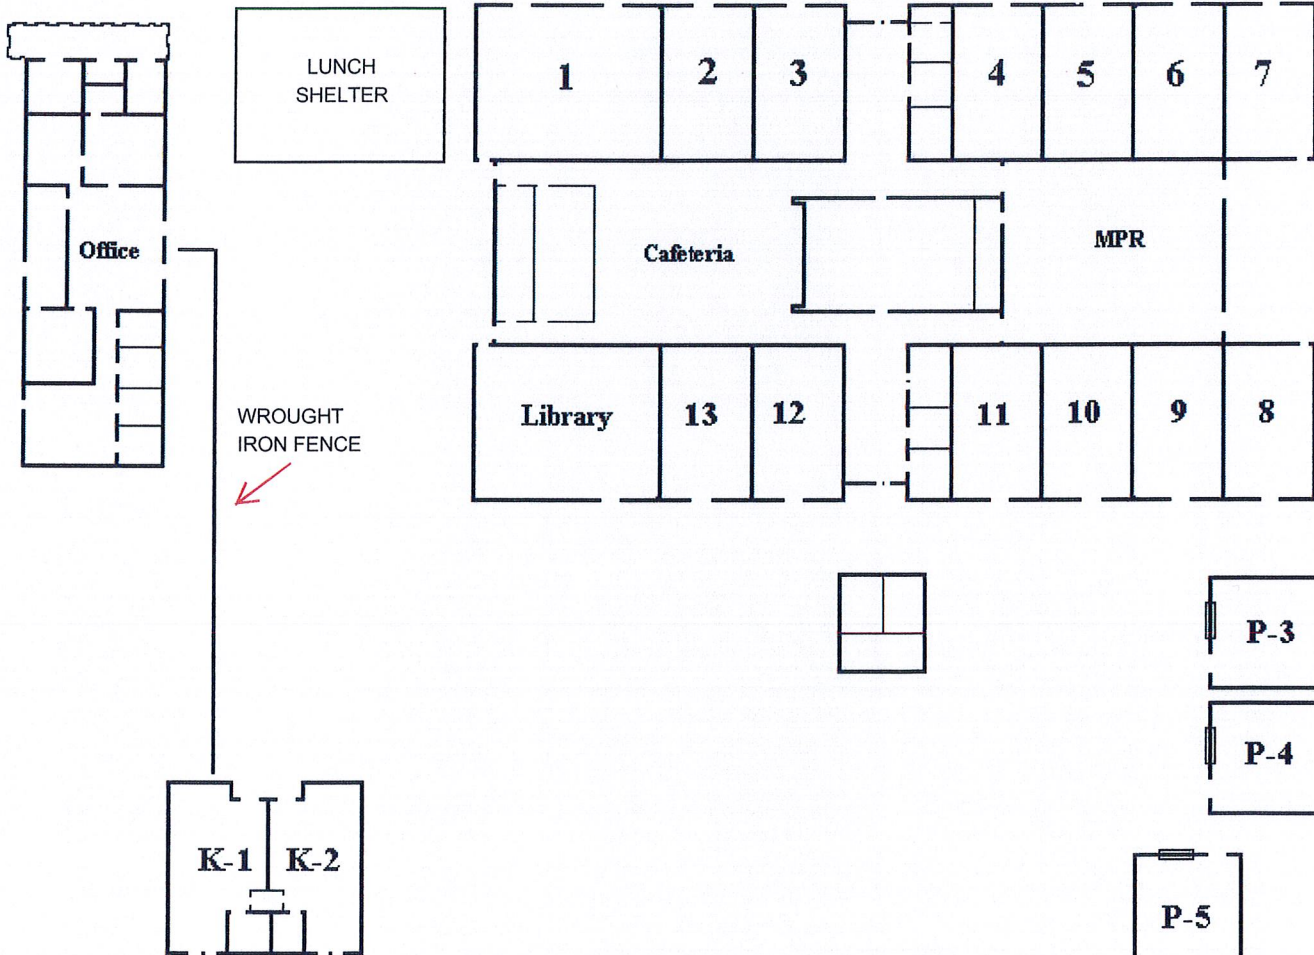 LUNCH
SHELTER
1
2
3
4
5
6
7
Office
Cafeteria
MPR
WROUGHT
IRON FENCE
Library
13
12
11
10
9
8
P-3
P-4
K-1
K-2
P-5